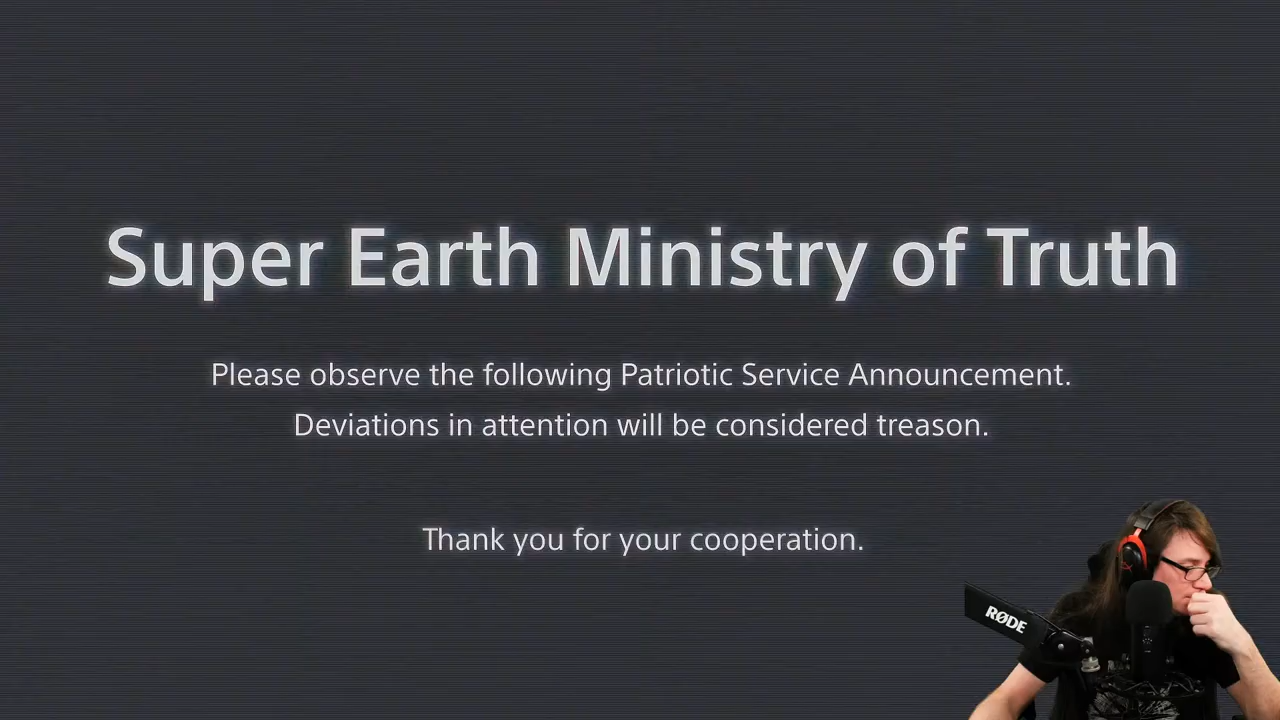 Super Earth Ministry of Truth
Please observe the following Patriotic Service Announcement.
Deviations in attention will be considered treason.
Thank you for your cooperation.
RØDE